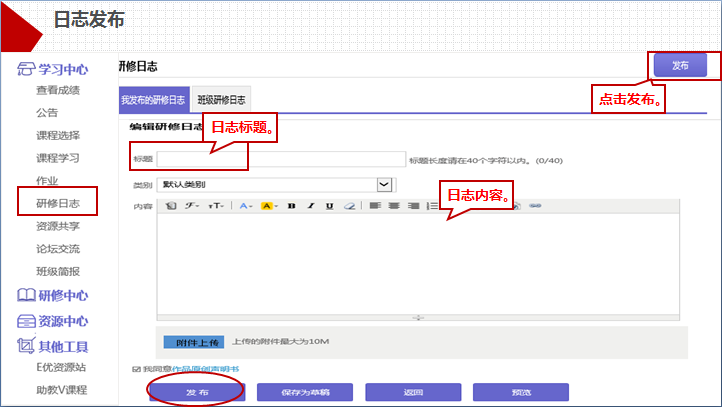 日志发布
学习中心
查看成绩
公告
课程选择
课程学习
作业
研修日志
资源共享
论坛交流
班级简报
研修中心
资源中心
其他工具
E优资源站
助教V课程
研修日志
发布
点击发布。
我发布的研修日志 班级研修日志
编辑研修日志
日志标题。
标题 标题长度请在40个字符以内。(0/40)
类别 默认类别
日志内容。
内容
附件上传 上传的附件最大为10M
我同意作品原创声明书
发 布 保存为草稿 返回 预览